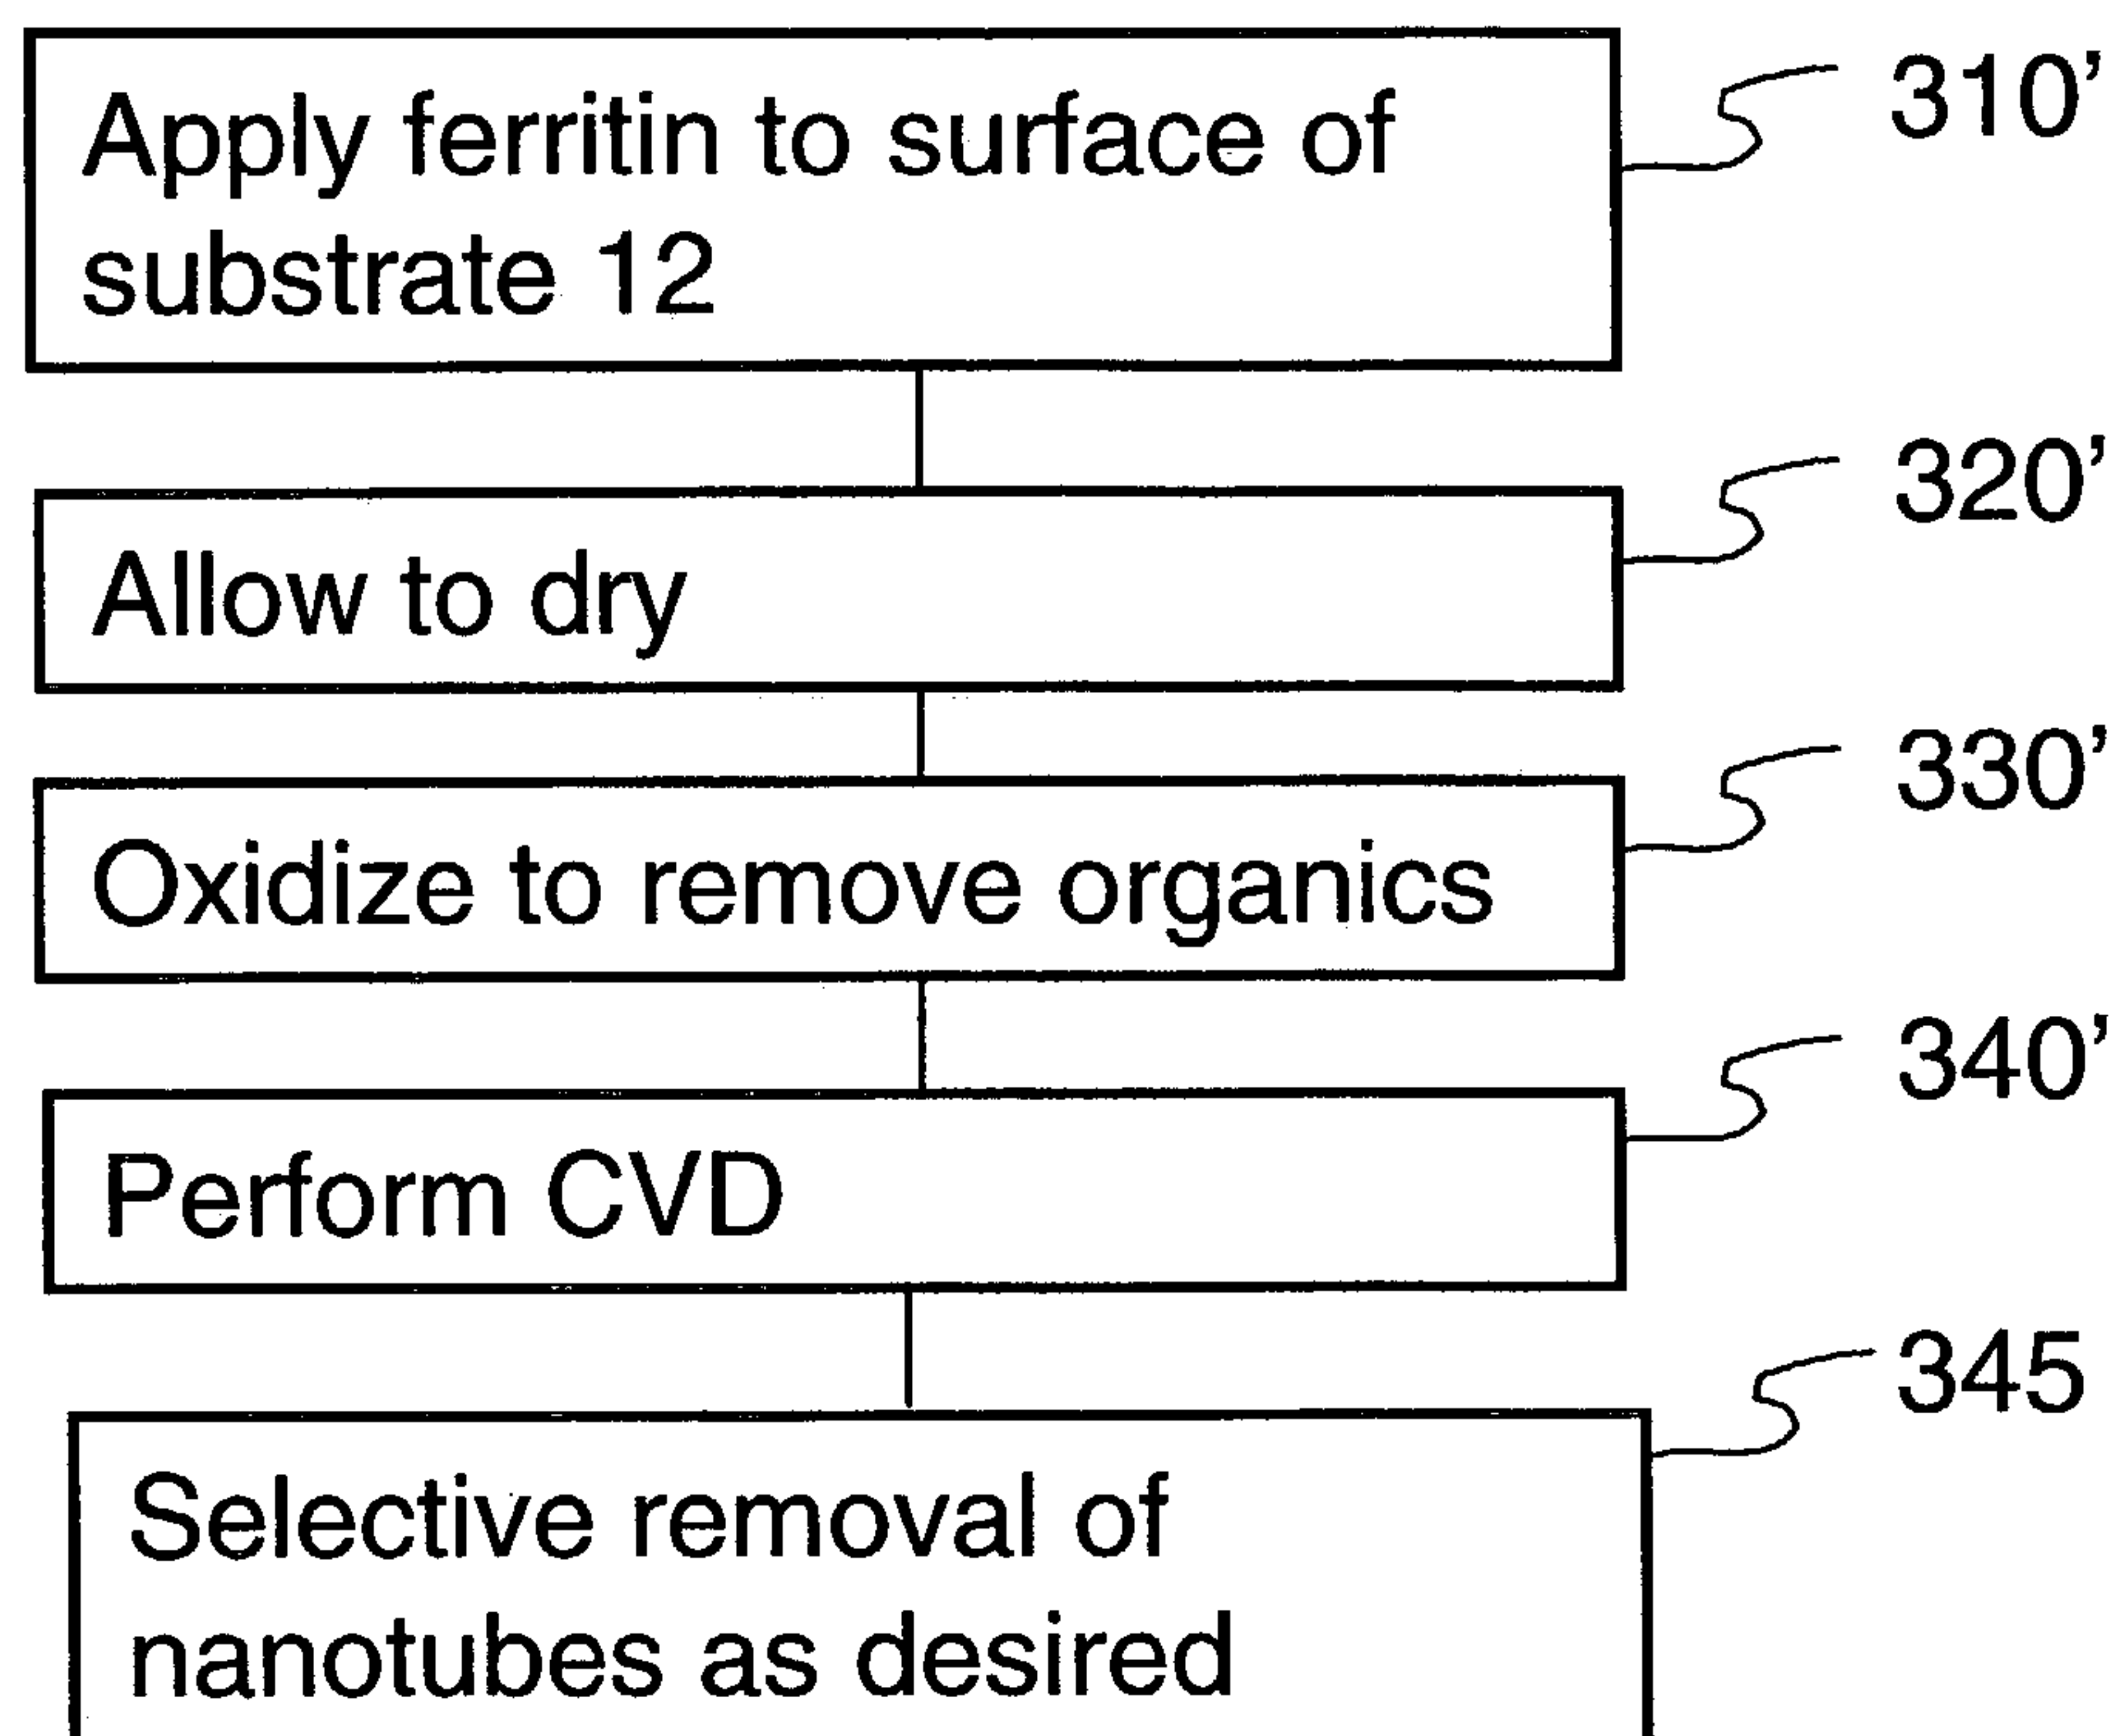 Apply ferritin to surface of
substrate 12
310’
Allow to dry
320’
Oxidize to remove organics
330’
Perform CVD
340’
Selective removal of
nanotubes as desired
345